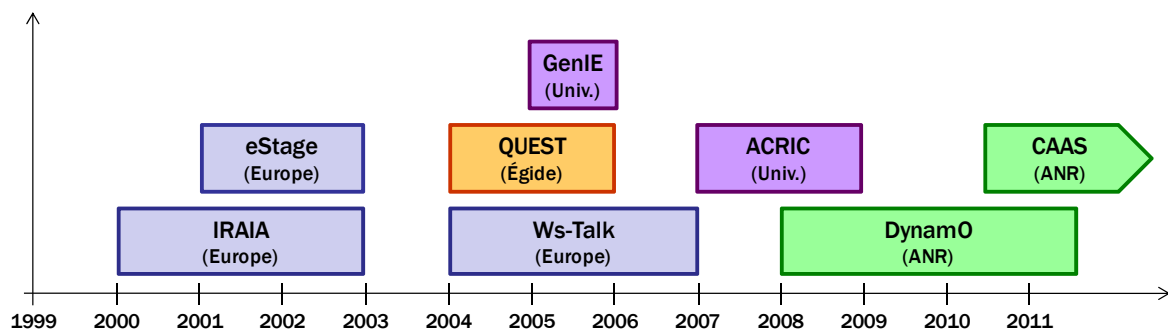 GenIE
(Univ.)
eStage
(Europe)
QUEST
(Égide)
ACRIC
(Univ.)
CAAS
(ANR)
IRAIA
(Europe)
Ws-Talk
(Europe)
DynamO
(ANR)
1999 2000 2001 2002 2003 2004 2005 2006 2007 2008 2009 2010 2011